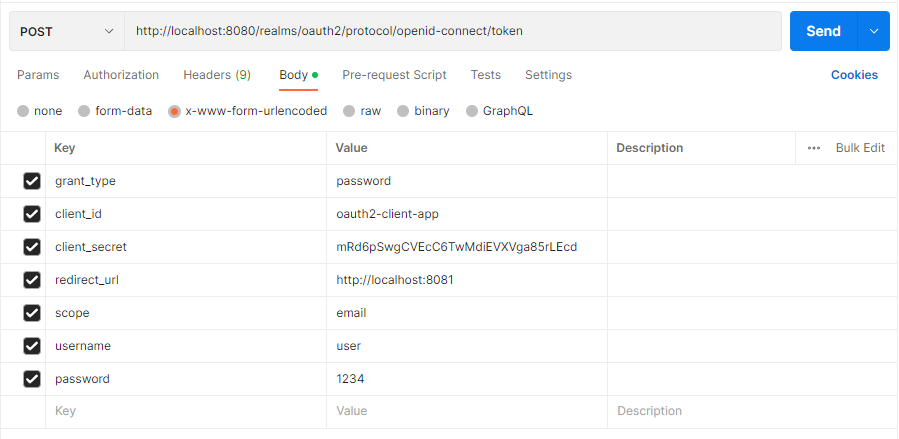 POST http://localhost:8080/realms/oauth2/protocol/openid-connect/token Send
Params Authorization Headers (9) Body Pre-request Script Tests Settings Cookies
none form-data x-www-form-urlencoded raw binary GraphQL
Key Value Description Bulk Edit
grant_type password
client_id oauth2-client-app
client_secret mRd6pSwgCVEcC6TwMdiEVXVga85rLEcd
redirect_url http://localhost:8081
scope email
username user
password 1234
Key Value Description